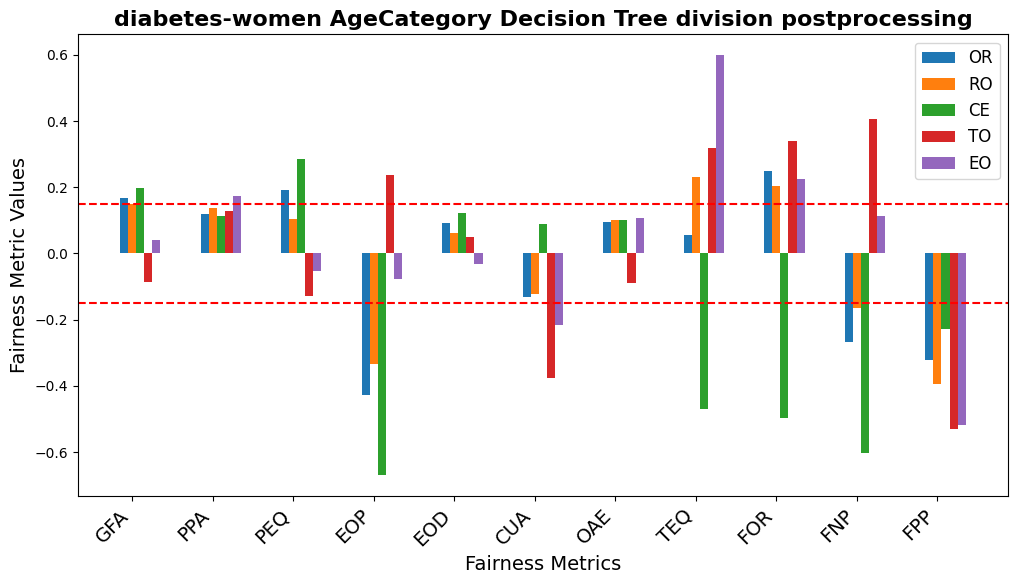 diabetes-women AgeCategory Decision Tree division postprocessing
Fairness Metric Values
0.6
0.4
0.2
0.0
−0.2
−0.4
−0.6
OR
RO
CE
TO
EO
GFA
PPA
PEQ
EOP
EOD
CUA
OAE
TEQ
FOR
FNP
FPP
Fairness Metrics